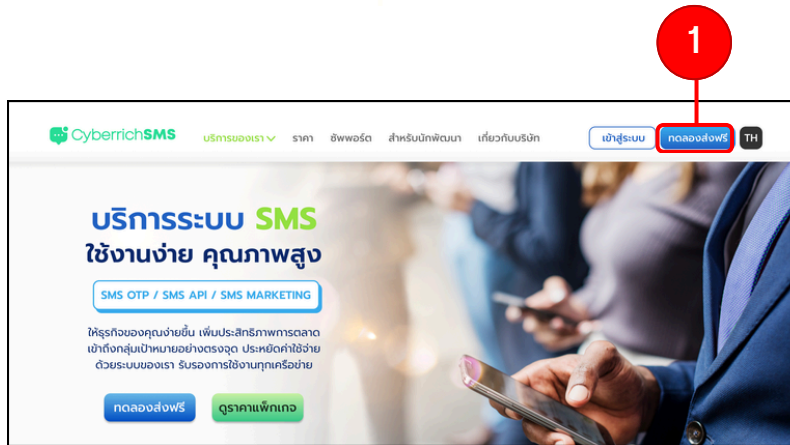 1
CyberrichSMS บริการของเรา ราคา ซัพพอร์ต สำหรับนักพัฒนา เกี่ยวกับบริษัท เข้าสู่ระบบ ทดลองส่งฟรี TH
บริการระบบ SMS
ใช้งานง่าย คุณภาพสูง
SMS OTP / SMS API / SMS MARKETING
ให้ธุรกิจของคุณง่ายขึ้น เพิ่มประสิทธิภาพการตลาด
เข้าถึงกลุ่มเป้าหมายอย่างตรงจุด ประหยัดค่าใช้จ่าย
ด้วยระบบของเรา รับรองการใช้งานทุกเครือข่าย
ทดลองส่งฟรี ดูราคาแพ็กเกจ